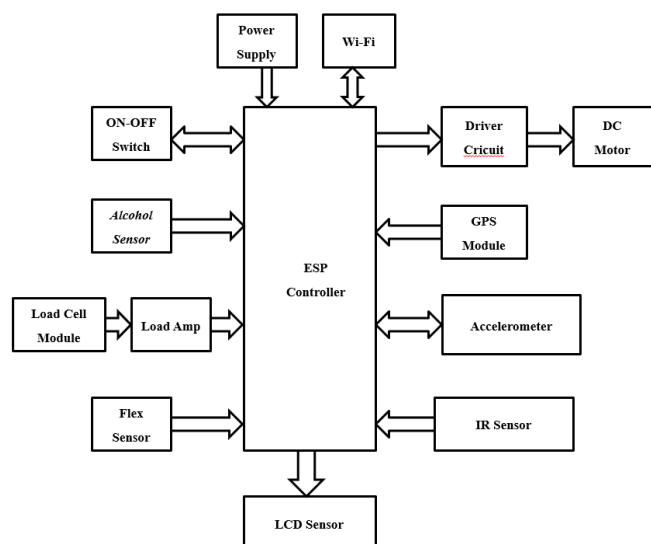 Power
Supply
Wi-Fi
ON-OFF
Switch
Driver
Cricuit
DC
Motor
Alcohol
Sensor
GPS
Module
ESP
Controller
Load Cell
Module
Load Amp
Accelerometer
Flex
Sensor
IR Sensor
LCD Sensor